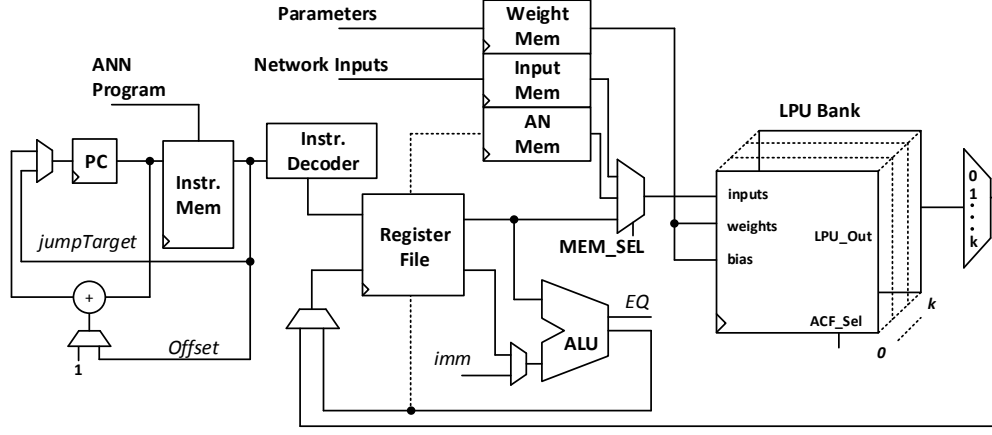 Parameters
Weight
Mem
Network Inputs
Input
Mem
AN
Mem
ANN
Program
LPU Bank
Instr.
Decoder
PC
Instr.
Mem
0
1
k
inputs
weights
bias
LPU_Out
Register
File
MEM_SEL
jumpTarget
+
EQ
k
ACF_Sel
0
ALU
Offset
imm
1